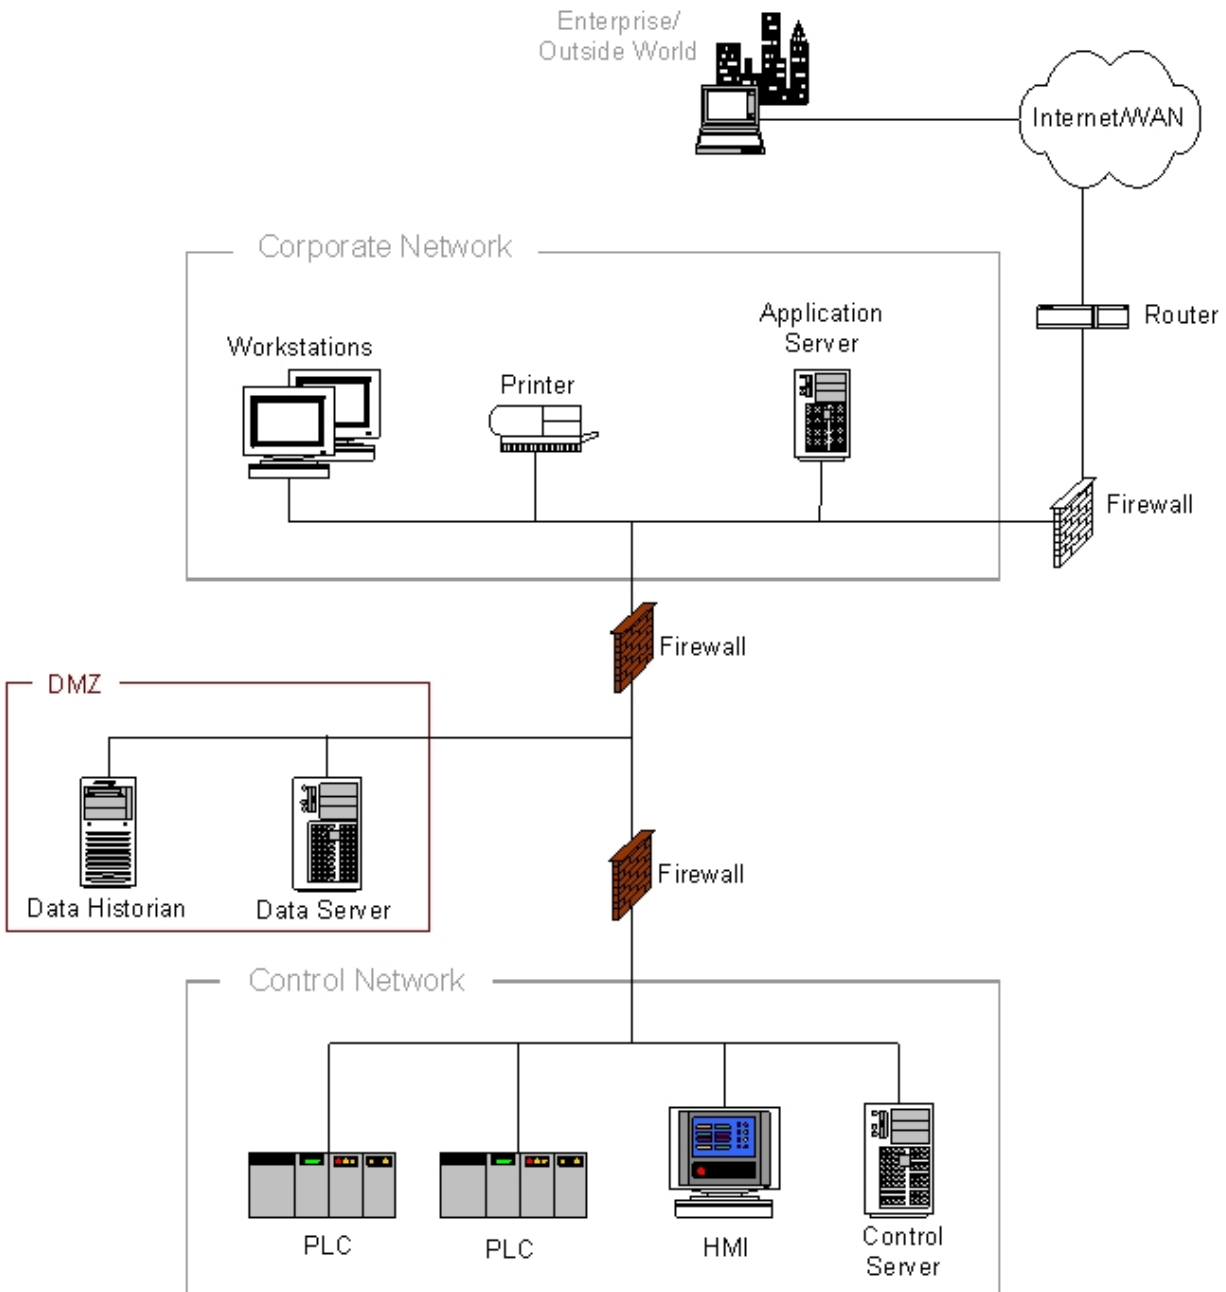 Enterprise/
Outside World
Internet/WAN
Corporate Network
Router
Application
Server
Workstations
Printer
Firewall
Firewall
DMZ
Firewall
Data Historian
Data Server
Control Network
PLC
PLC
HMI
Control
Server